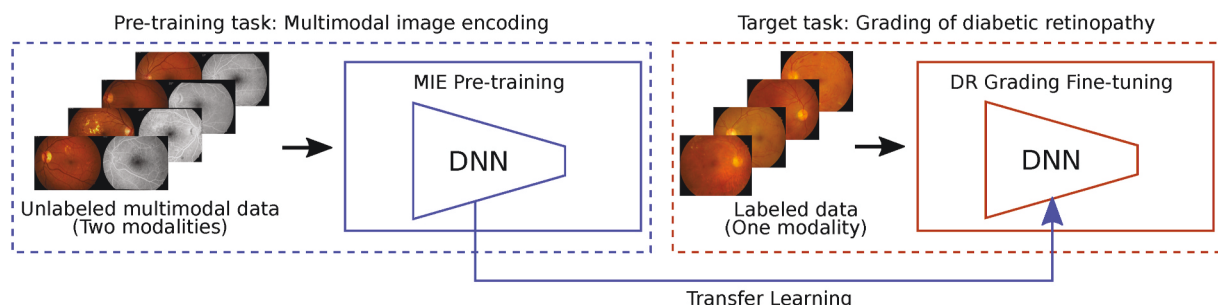 Pre-training task: Multimodal image encoding
MIE Pre-training
DNN
Unlabeled multimodal data
(Two modalities)
Target task: Grading of diabetic retinopathy
DR Grading Fine-tuning
DNN
Labeled data
(One modality)
Transfer Learning